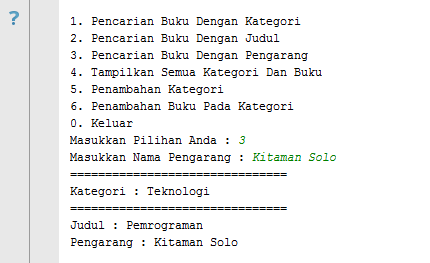 ?
1. Pencarian Buku Dengan Kategori
2. Pencarian Buku Dengan Judul
3. Pencarian Buku Dengan Pengarang
4. Tampilkan Semua Kategori Dan Buku
5. Penambahan Kategori
6. Penambahan Buku Pada Kategori
0. Keluar
Masukkan Pilihan Anda : 3
Masukkan Nama Pengarang : Kitaman Solo
===============================
Kategori : Teknologi
===============================
Judul : Pemrograman
Pengarang : Kitaman Solo